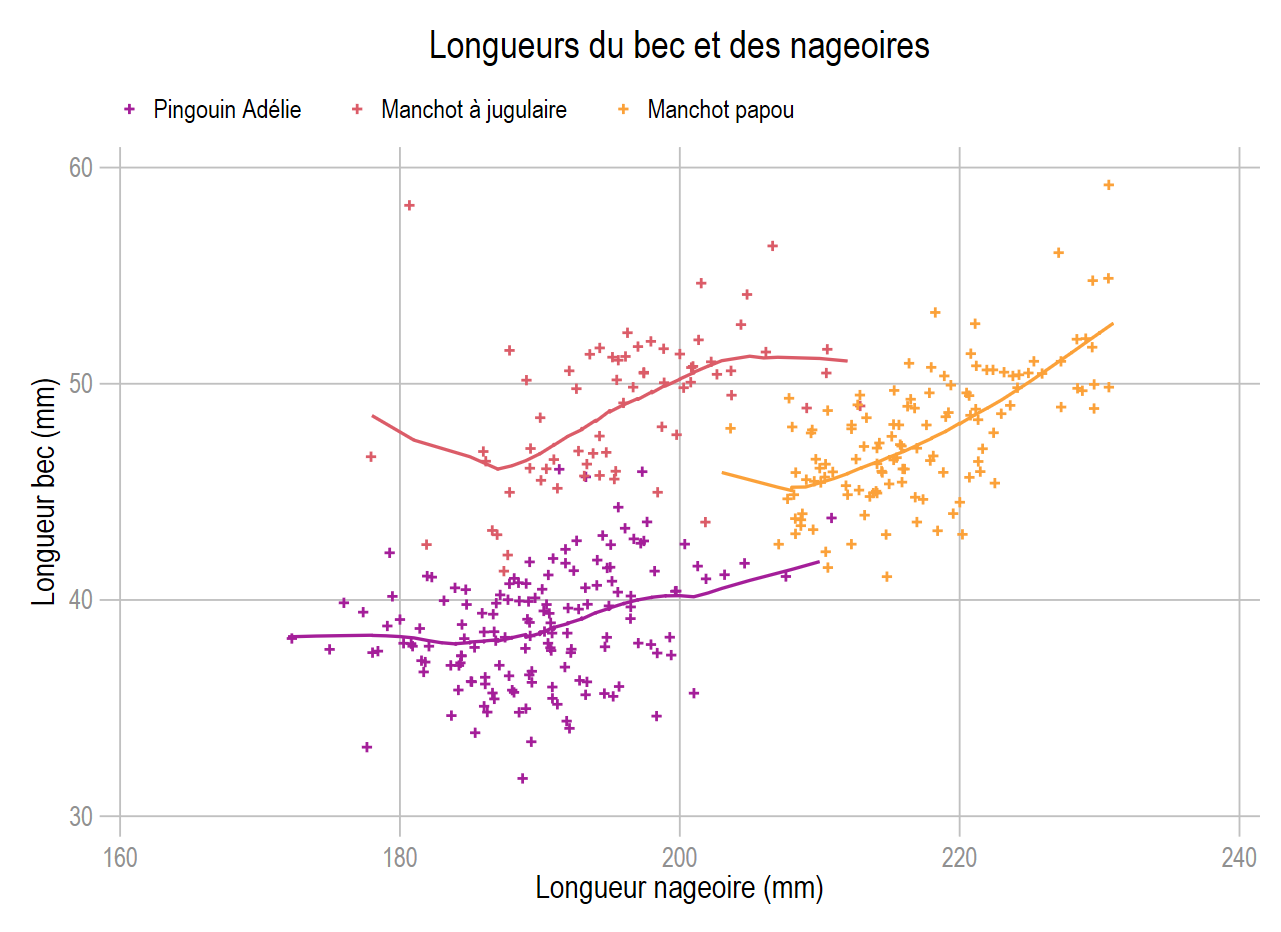 Longueurs du bec et des nageoires
Pingouin Adélie Manchot à jugulaire Manchot papou
60
50
40
30
Longueur bec (mm)
160 180 200 220 240
Longueur nageoire (mm)